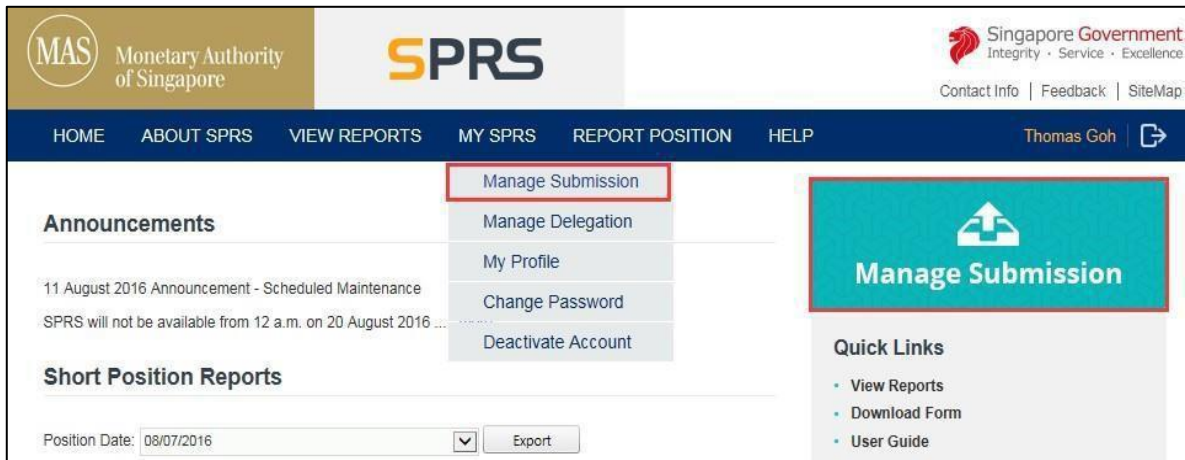 MAS
Monetary Authority
of Singapore
SPRS
Singapore Government
Integrity · Service · Excellence
Contact Info | Feedback | SiteMap
HOME ABOUT SPRS VIEW REPORTS MY SPRS REPORT POSITION HELP Thomas Goh
Manage Submission
Manage Delegation
My Profile
Change Password
Deactivate Account
Announcements
11 August 2016 Announcement - Scheduled Maintenance
SPRS will not be available from 12 a.m. on 20 August 2016 ...
Short Position Reports
Position Date: 08/07/2016 Export
Manage Submission
Quick Links
• View Reports
• Download Form
• User Guide